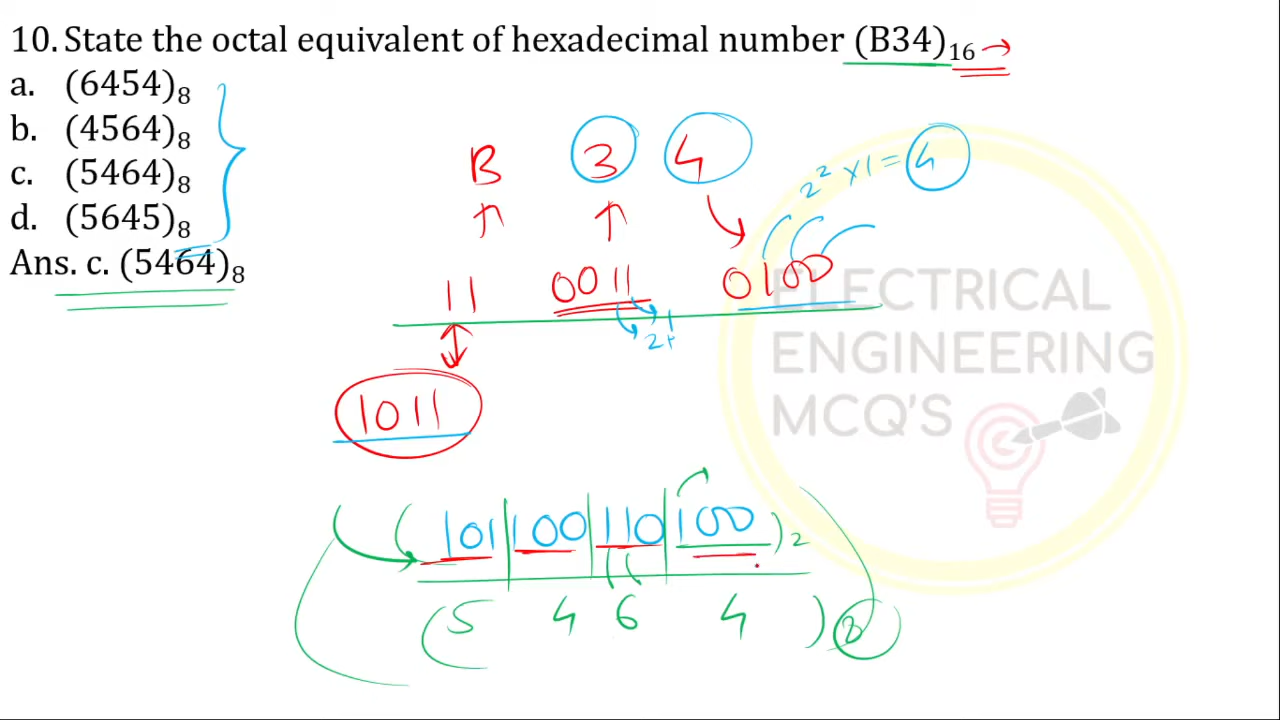 10. State the octal equivalent of hexadecimal number (B34)₁₆
a. (6454)₈
b. (4564)₈
c. (5464)₈
d. (5645)₈
Ans. c. (5464)₈
B 3 4
2² × 1 = 4
11 0011 0100
2+1
1011
(101|100|110|100)₂
(5 4 6 4)₈
ELECTRICAL
ENGINEERING
MCQ'S